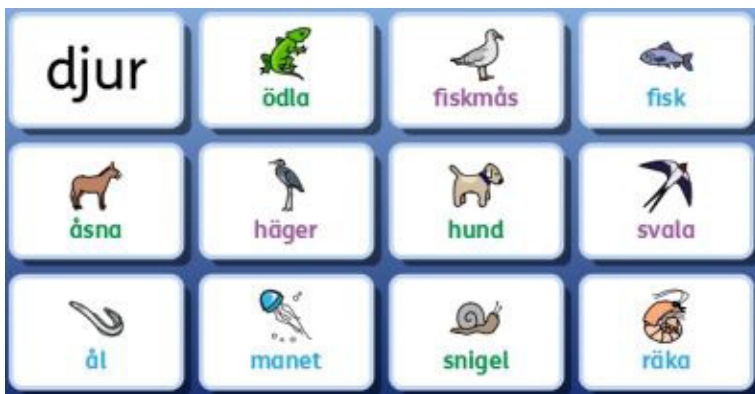 djur
ödla
fiskmås
fisk
åsna
häger
hund
svala
ål
manet
snigel
räka